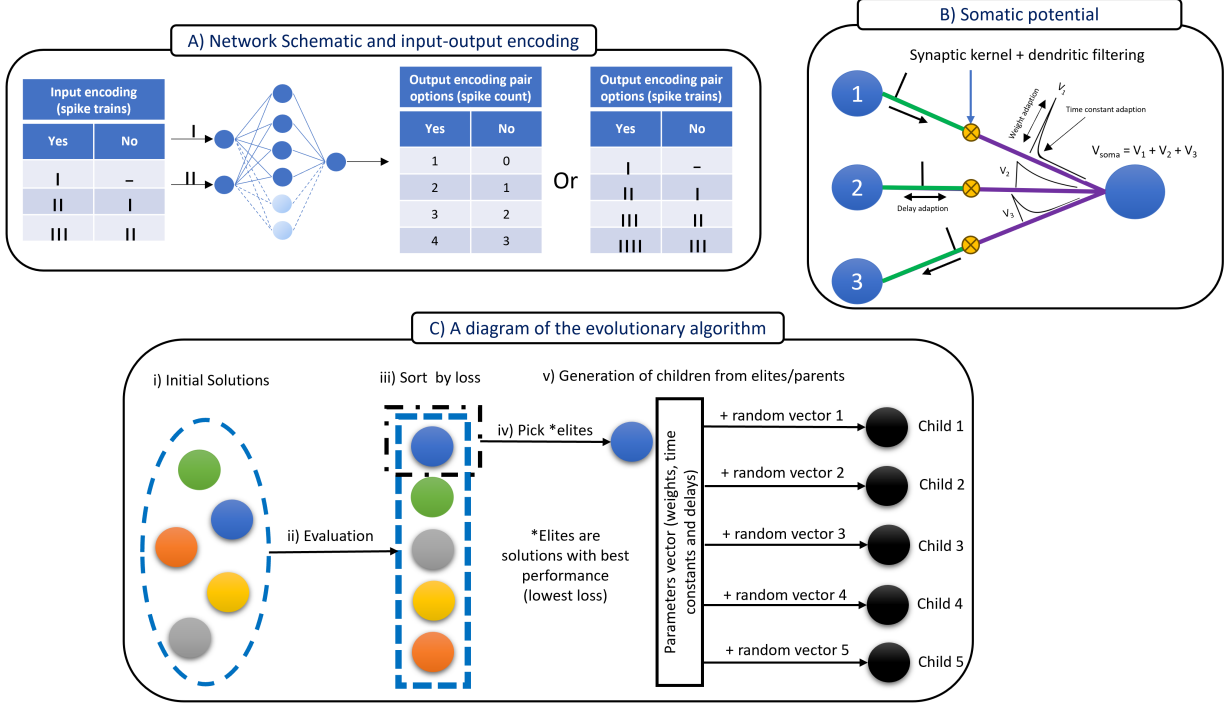 A) Network Schematic and input-output encoding
Input encoding
(spike trains)
Yes No
I –
II I
III II
I
II
Output encoding pair
options (spike count)
Yes No
1 0
2 1
3 2
4 3
Or
Output encoding pair
options (spike trains)
Yes No
I –
II I
III II
IIII III
B) Somatic potential
Synaptic kernel + dendritic filtering
1
2
3
Weight adaption
V1
Time constant adaption
Vsoma = V1 + V2 + V3
V2
Delay adaption
V3
C) A diagram of the evolutionary algorithm
i) Initial Solutions
ii) Evaluation
iii) Sort by loss
iv) Pick *elites
*Elites are
solutions with best
performance
(lowest loss)
v) Generation of children from elites/parents
Parameters vector (weights, time
constants and delays)
+ random vector 1
Child 1
+ random vector 2
Child 2
+ random vector 3
Child 3
+ random vector 4
Child 4
+ random vector 5
Child 5